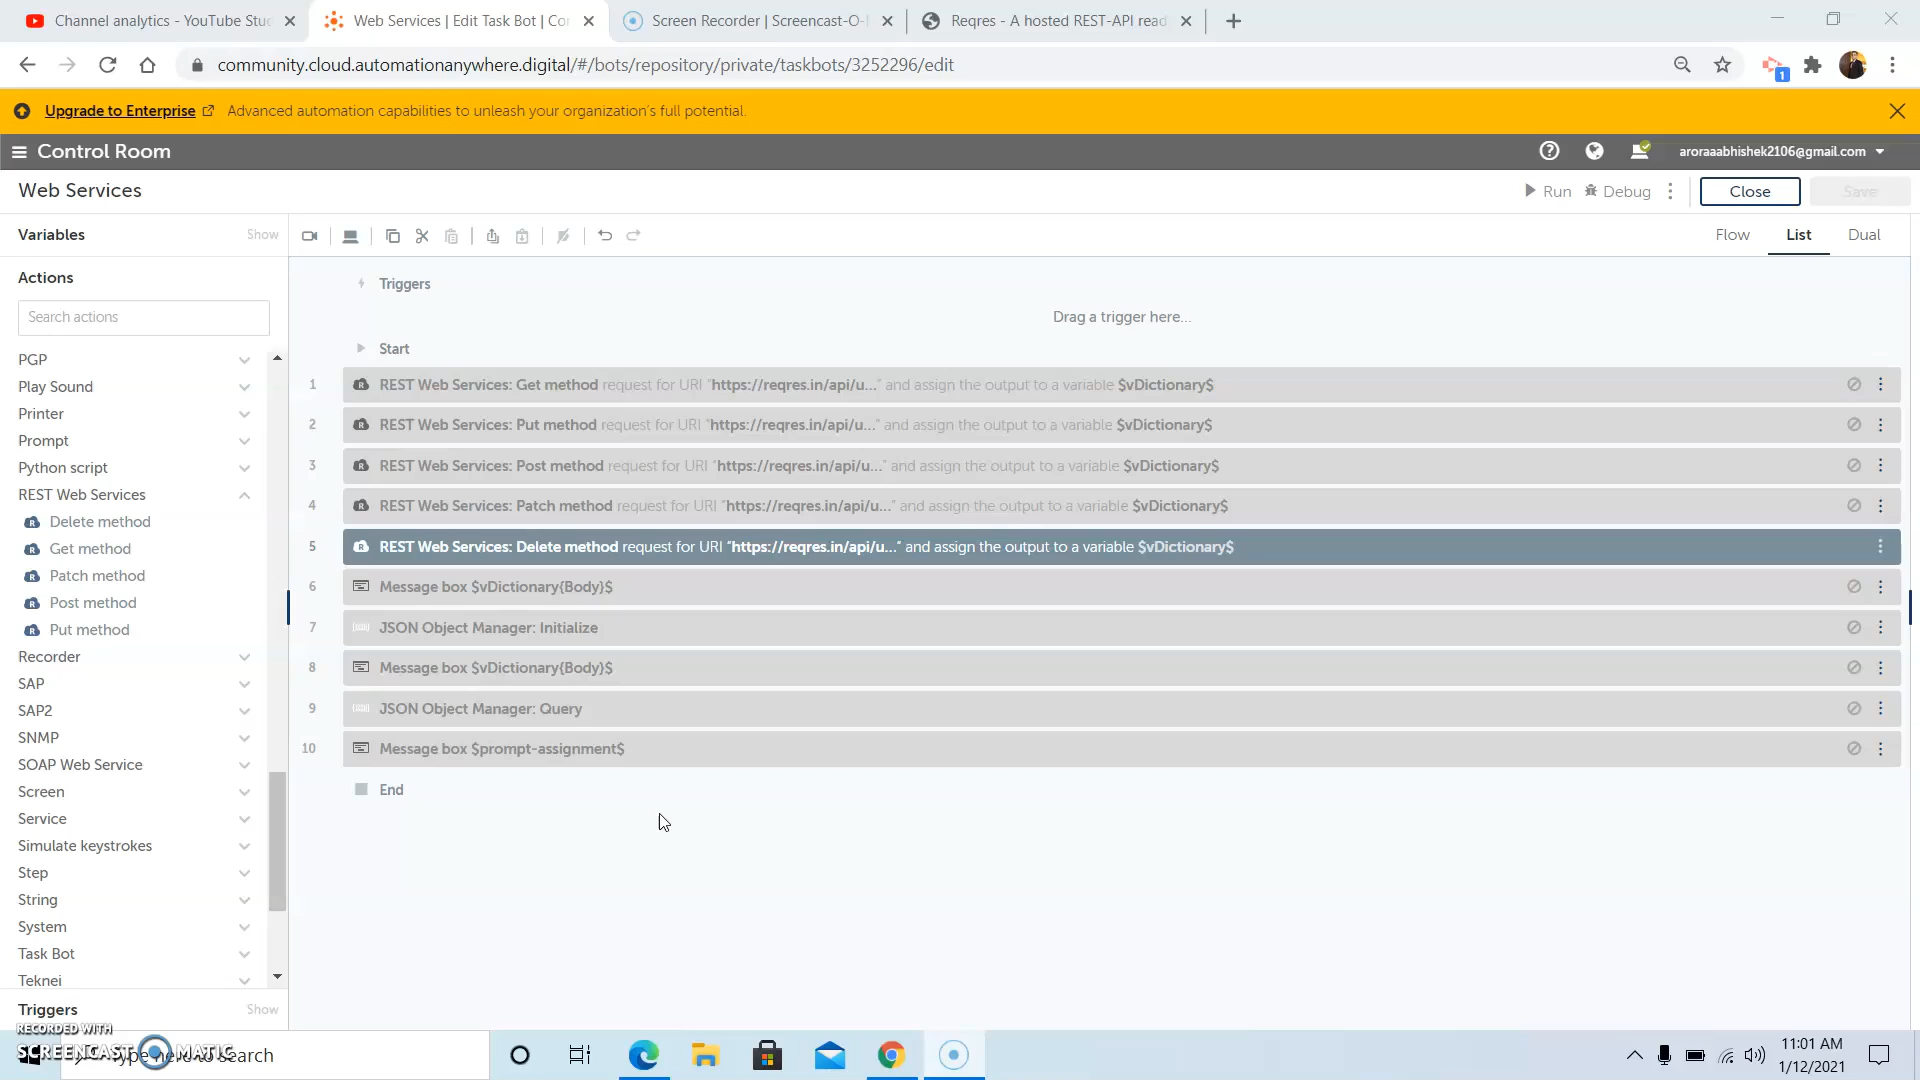 Channel analytics - YouTube Stu
Web Services | Edit Task Bot | Co
Screen Recorder | Screencast-O-
Reqres - A hosted REST-API read
community.cloud.automationanywhere.digital/#/bots/repository/private/taskbots/3252296/edit
1
Upgrade to Enterprise Advanced automation capabilities to unleash your organization's full potential.
Control Room
aroraaabhishek2106@gmail.com
Web Services
Run
Debug
Close
Save
Variables
Show
Flow
List
Dual
Actions
Search actions
PGP
Play Sound
Printer
Prompt
Python script
REST Web Services
Delete method
Get method
Patch method
Post method
Put method
Recorder
SAP
SAP2
SNMP
SOAP Web Service
Screen
Service
Simulate keystrokes
Step
String
System
Task Bot
Teknei
Triggers
Show
Triggers
Drag a trigger here...
Start
1 REST Web Services: Get method request for URI "https://reqres.in/api/u..." and assign the output to a variable $vDictionary$
2 REST Web Services: Put method request for URI "https://reqres.in/api/u..." and assign the output to a variable $vDictionary$
3 REST Web Services: Post method request for URI "https://reqres.in/api/u..." and assign the output to a variable $vDictionary$
4 REST Web Services: Patch method request for URI "https://reqres.in/api/u..." and assign the output to a variable $vDictionary$
5 REST Web Services: Delete method request for URI "https://reqres.in/api/u..." and assign the output to a variable $vDictionary$
6 Message box $vDictionary{Body}$
7 JSON Object Manager: Initialize
8 Message box $vDictionary{Body}$
9 JSON Object Manager: Query
10 Message box $prompt-assignment$
End
RECORDED WITH
SCREENCAST MATIC
Type here to search
11:01 AM
1/12/2021